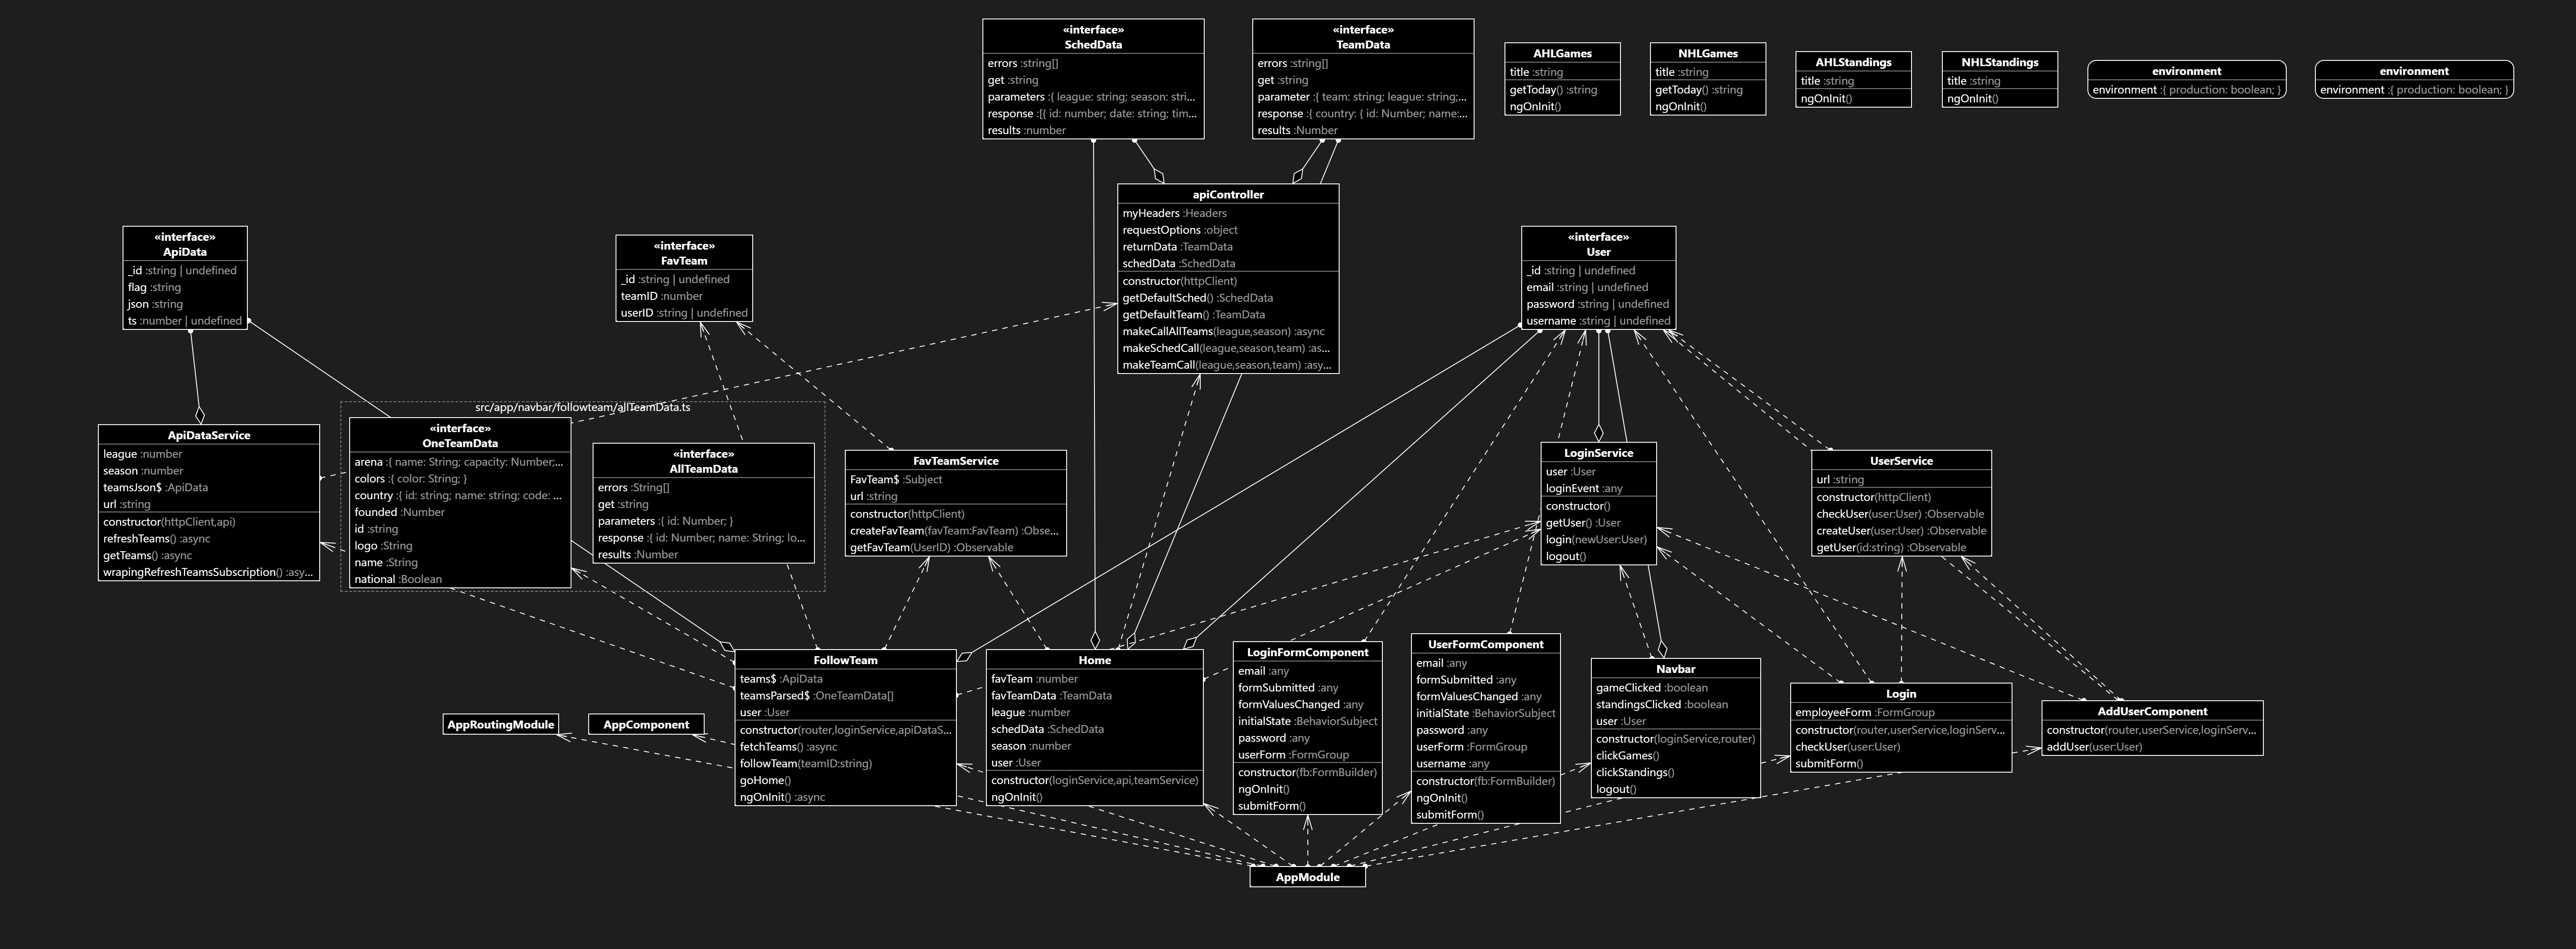 «interface»
SchedData
errors :string[]
get :string
parameters :{ league: string; season: stri...
response :[{ id: number; date: string; tim...
results :number
«interface»
TeamData
errors :string[]
get :string
parameter :{ team: string; league: string;...
response :{ country: { id: Number; name:...
results :Number
AHLGames
title :string
getToday() :string
ngOnInit()
NHLGames
title :string
getToday() :string
ngOnInit()
AHLStandings
title :string
ngOnInit()
NHLStandings
title :string
ngOnInit()
environment
environment :{ production: boolean; }
environment
environment :{ production: boolean; }
apiController
myHeaders :Headers
requestOptions :object
returnData :TeamData
schedData :SchedData
constructor(httpClient)
getDefaultSched() :SchedData
getDefaultTeam() :TeamData
makeCallAllTeams(league,season) :async
makeSchedCall(league,season,team) :as...
makeTeamCall(league,season,team) :asy...
«interface»
ApiData
_id :string | undefined
flag :string
json :string
ts :number | undefined
«interface»
FavTeam
_id :string | undefined
teamID :number
userID :string | undefined
«interface»
User
_id :string | undefined
email :string | undefined
password :string | undefined
username :string | undefined
src/app/navbar/followteam/allTeamData.ts
ApiDataService
league :number
season :number
teamsJson$ :ApiData
url :string
constructor(httpClient,api)
refreshTeams() :async
getTeams() :async
wrapingRefreshTeamsSubscription() :asy...
«interface»
OneTeamData
arena :{ name: String; capacity: Number;...
colors :{ color: String; }
country :{ id: string; name: string; code: ...
founded :Number
id :string
logo :String
name :String
national :Boolean
«interface»
AllTeamData
errors :String[]
get :string
parameters :{ id: Number; }
response :{ id: Number; name: String; lo...
results :Number
FavTeamService
FavTeam$ :Subject
url :string
constructor(httpClient)
createFavTeam(favTeam:FavTeam) :Obse...
getFavTeam(UserID) :Observable
LoginService
user :User
loginEvent :any
constructor()
getUser() :User
login(newUser:User)
logout()
UserService
url :string
constructor(httpClient)
checkUser(user:User) :Observable
createUser(user:User) :Observable
getUser(id:string) :Observable
AppRoutingModule
AppComponent
FollowTeam
teams$ :ApiData
teamsParsed$ :OneTeamData[]
user :User
constructor(router,loginService,apiDataS...
fetchTeams() :async
followTeam(teamID:string)
goHome()
ngOnInit() :async
Home
favTeam :number
favTeamData :TeamData
league :number
schedData :SchedData
season :number
user :User
constructor(loginService,api,teamService)
ngOnInit()
LoginFormComponent
email :any
formSubmitted :any
formValuesChanged :any
initialState :BehaviorSubject
password :any
userForm :FormGroup
constructor(fb:FormBuilder)
ngOnInit()
submitForm()
UserFormComponent
email :any
formSubmitted :any
formValuesChanged :any
initialState :BehaviorSubject
password :any
userForm :FormGroup
username :any
constructor(fb:FormBuilder)
ngOnInit()
submitForm()
Navbar
gameClicked :boolean
standingsClicked :boolean
user :User
constructor(loginService,router)
clickGames()
clickStandings()
logout()
Login
employeeForm :FormGroup
constructor(router,userService,loginServ...
checkUser(user:User)
submitForm()
AddUserComponent
constructor(router,userService,loginServ...
addUser(user:User)
AppModule